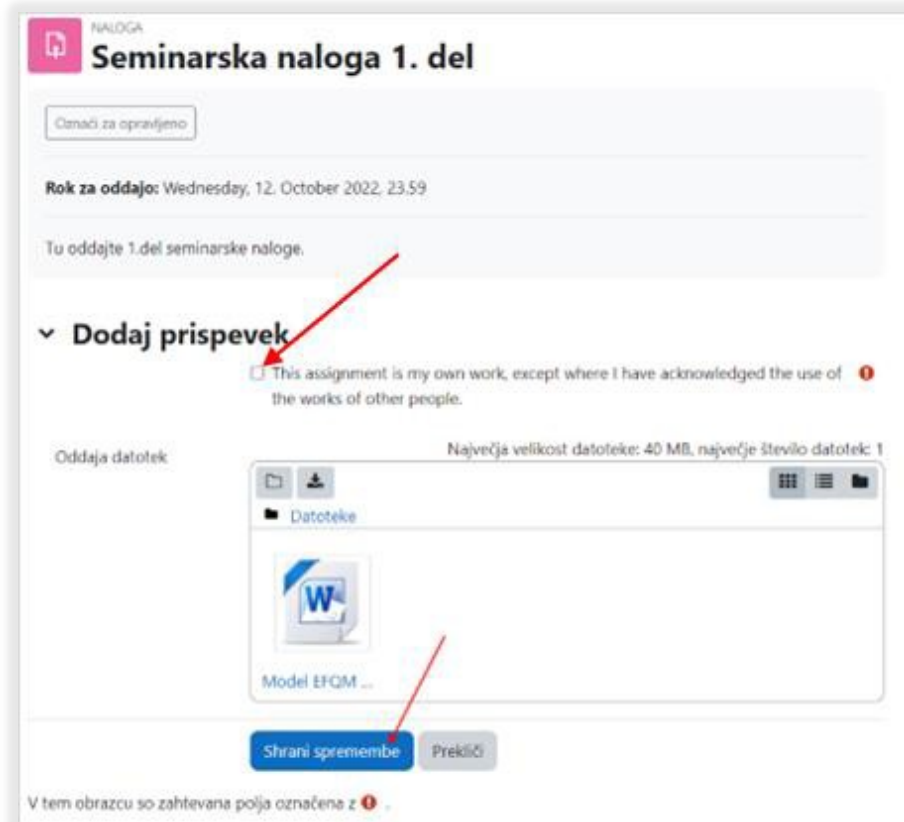 NALOGA
Seminarska naloga 1. del
Označi za opravljeno
Rok za oddajo: Wednesday, 12. October 2022, 23.59
Tu oddajte 1.del seminarske naloge.
Dodaj prispevek
This assignment is my own work, except where I have acknowledged the use of
the works of other people.
Oddaja datotek
Največja velikost datoteke: 40 MB, največje število datotek: 1
Datoteke
W
Model EFQM ...
Shrani spremembe
Prekliči
V tem obrazcu so zahtevana polja označena z .